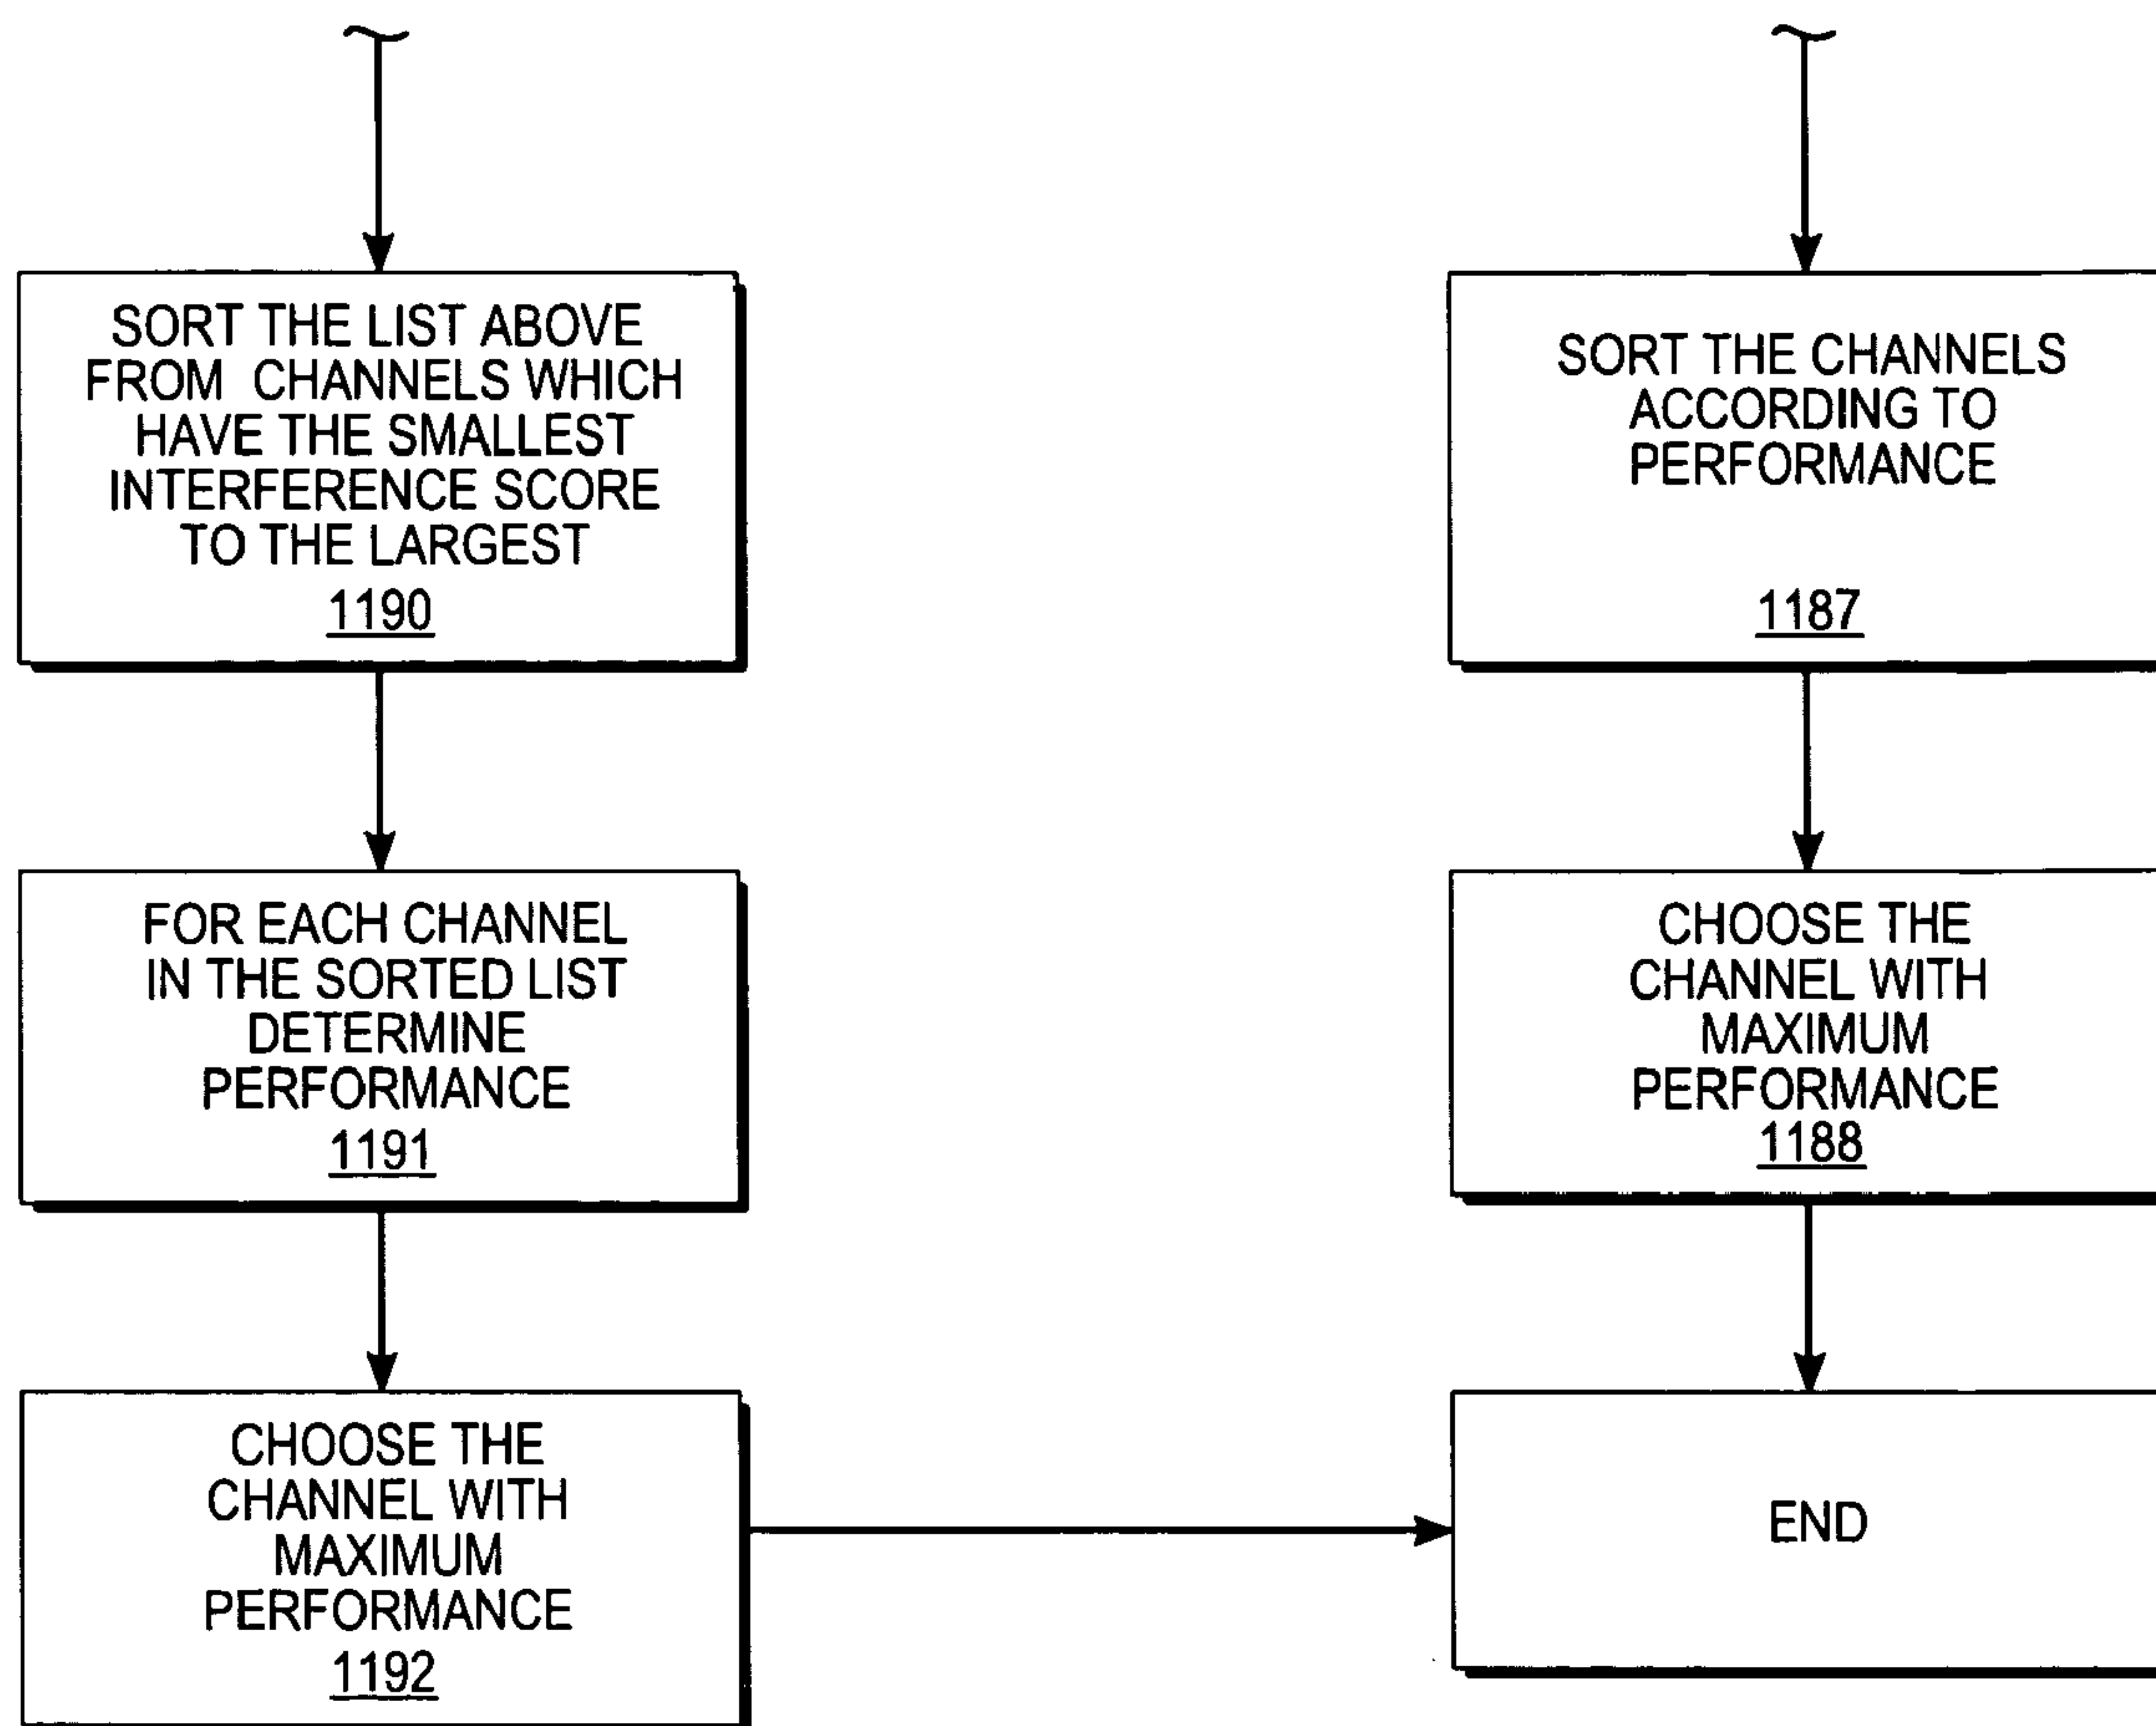 SORT THE LIST ABOVE
FROM CHANNELS WHICH
HAVE THE SMALLEST
INTERFERENCE SCORE
TO THE LARGEST
1190
FOR EACH CHANNEL
IN THE SORTED LIST
DETERMINE
PERFORMANCE
1191
CHOOSE THE
CHANNEL WITH
MAXIMUM
PERFORMANCE
1192
SORT THE CHANNELS
ACCORDING TO
PERFORMANCE
1187
CHOOSE THE
CHANNEL WITH
MAXIMUM
PERFORMANCE
1188
END